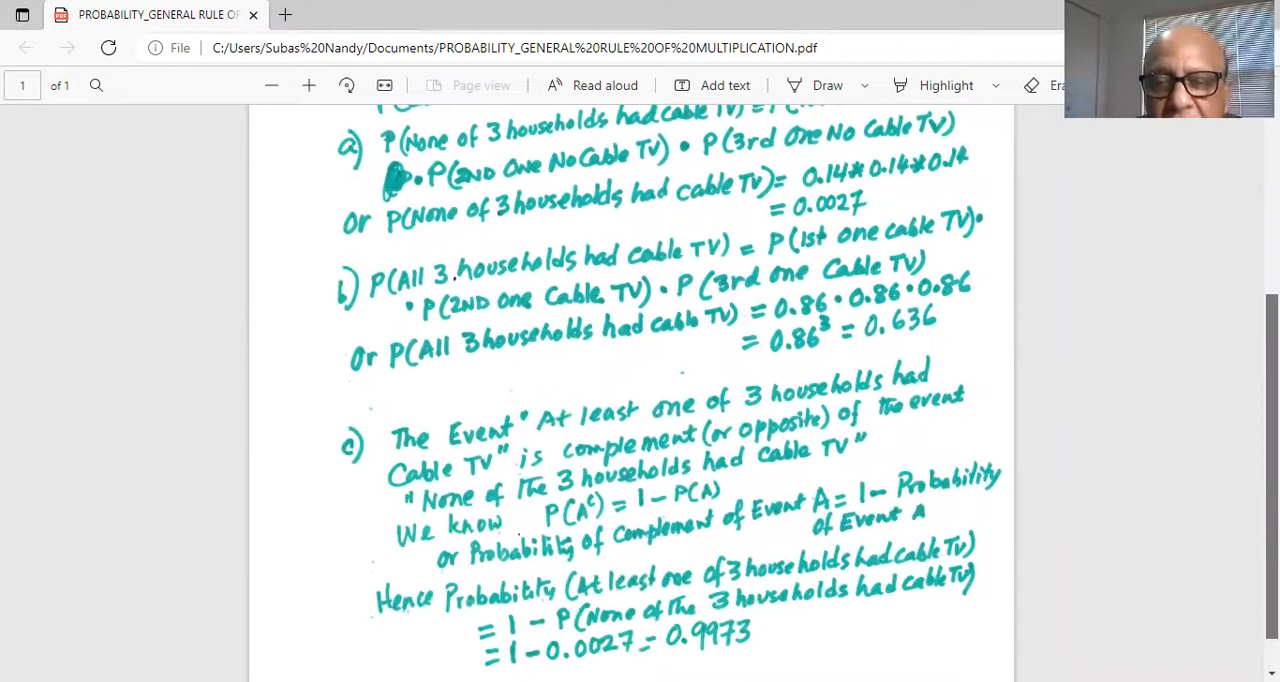 PROBABILITY_GENERAL RULE OF
File C:/Users/Subas%20Nandy/Documents/PROBABILITY_GENERAL%20RULE%20OF%20MULTIPLICATION.pdf
1 of 1 Page view Read aloud Add text Draw Highlight Era
a) P(None of 3 households had cable TV) =
• P(2ND One No Cable TV) • P(3rd One No Cable TV)
Or P(None of 3 households had cable TV) = 0.14*0.14*0.14
= 0.0027
b) P(All 3 households had cable TV) = P(1st one cable TV)•
• P(2ND one Cable TV) • P(3rd one Cable TV)
Or P(All 3 households had cable TV) = 0.86 • 0.86 • 0.86
= 0.86³ = 0.636
c) The Event "At least one of 3 households had
Cable TV" is complement (or opposite) of the event
"None of the 3 households had cable TV"
We know P(Aᶜ) = 1 - P(A)
or Probability of Complement of Event A = 1 - Probability
of Event A
Hence Probability (At least one of 3 households had cable TV)
= 1 - P(None of the 3 households had cable TV)
= 1 - 0.0027 = 0.9973